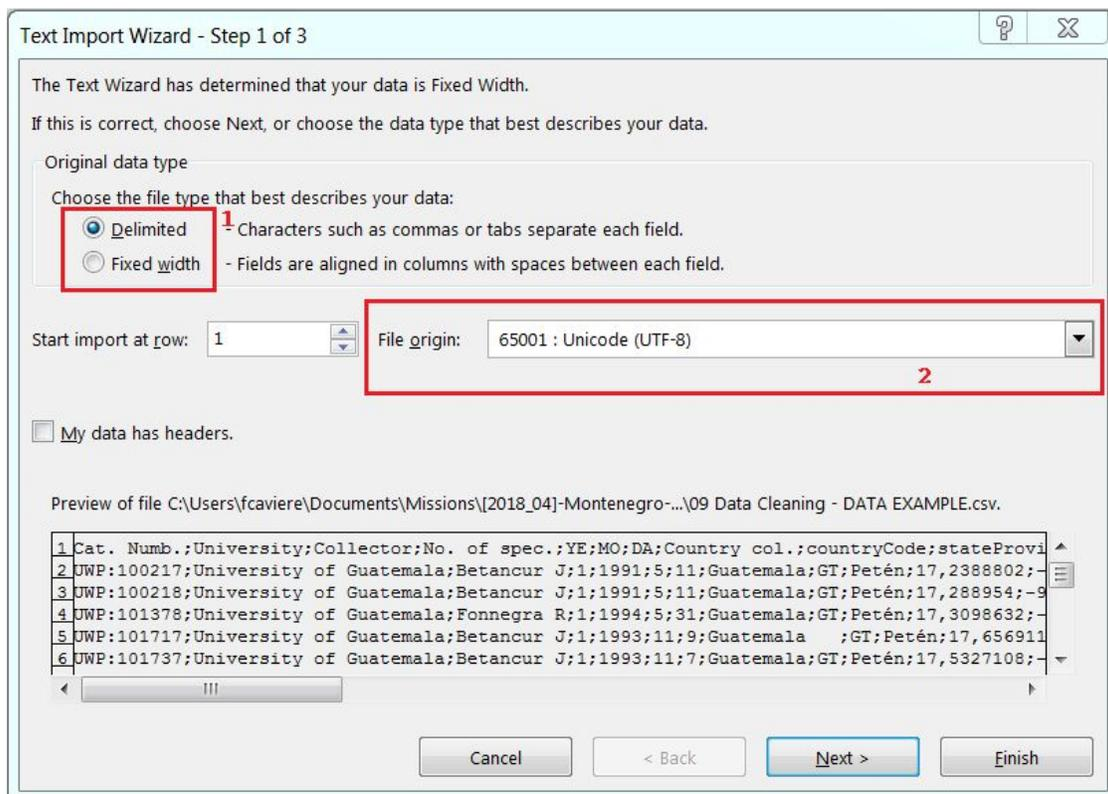 Text Import Wizard - Step 1 of 3
The Text Wizard has determined that your data is Fixed Width.
If this is correct, choose Next, or choose the data type that best describes your data.
Original data type
Choose the file type that best describes your data:
Delimited 1 - Characters such as commas or tabs separate each field.
Fixed width - Fields are aligned in columns with spaces between each field.
Start import at row: 1 File origin: 65001 : Unicode (UTF-8)
2
My data has headers.
Preview of file C:\Users\fcaviere\Documents\Missions\[2018_04]-Montenegro-...\09 Data Cleaning - DATA EXAMPLE.csv.
1 Cat. Numb.;University;Collector;No. of spec.;YE;MO;DA;Country col.;countryCode;stateProvi
2 UWP:100217;University of Guatemala;Betancur J;1;1991;5;11;Guatemala;GT;Petén;17,2388802;-
3 UWP:100218;University of Guatemala;Betancur J;1;1991;5;11;Guatemala;GT;Petén;17,288954;-9
4 UWP:101378;University of Guatemala;Fonnegra R;1;1994;5;31;Guatemala;GT;Petén;17,3098632;-
5 UWP:101717;University of Guatemala;Betancur J;1;1993;11;9;Guatemala   ;GT;Petén;17,656911
6 UWP:101737;University of Guatemala;Betancur J;1;1993;11;7;Guatemala;GT;Petén;17,5327108;-
Cancel < Back Next > Finish